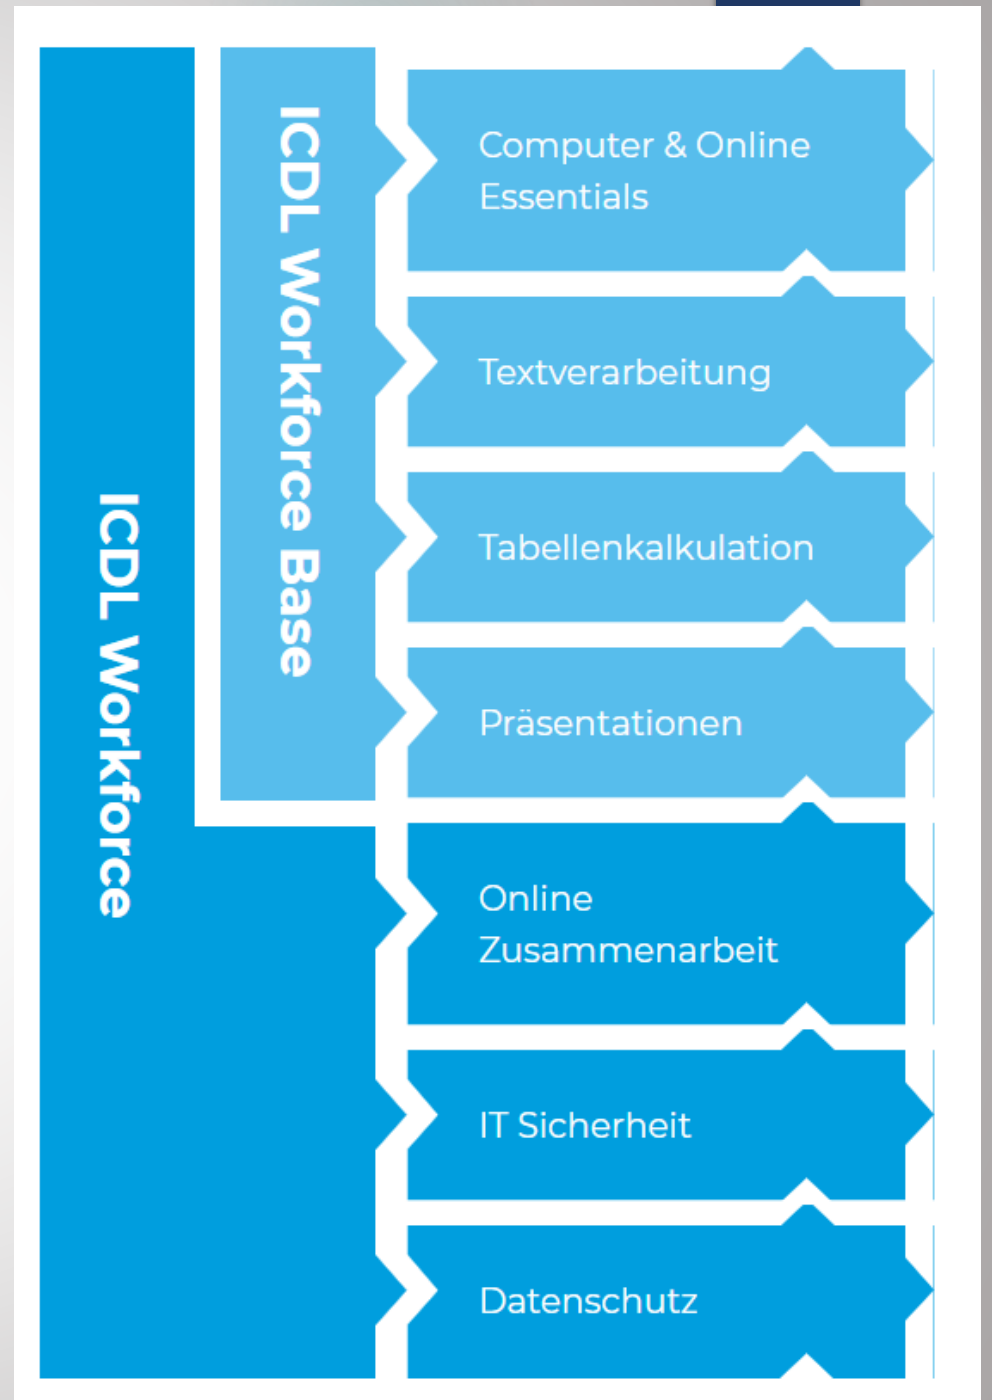 ICDL Workforce
ICDL Workforce Base
Computer & Online
Essentials
Textverarbeitung
Tabellenkalkulation
Präsentationen
Online
Zusammenarbeit
IT Sicherheit
Datenschutz